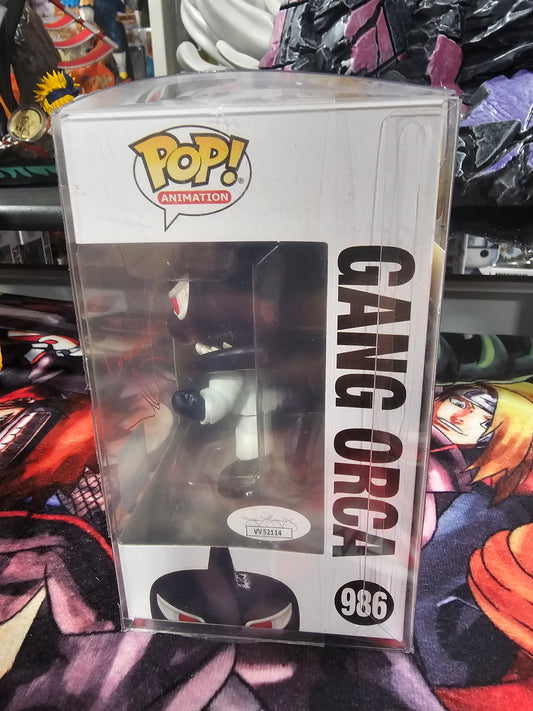 POP!
ANIMATION
GANG ORCA
VV52114
986